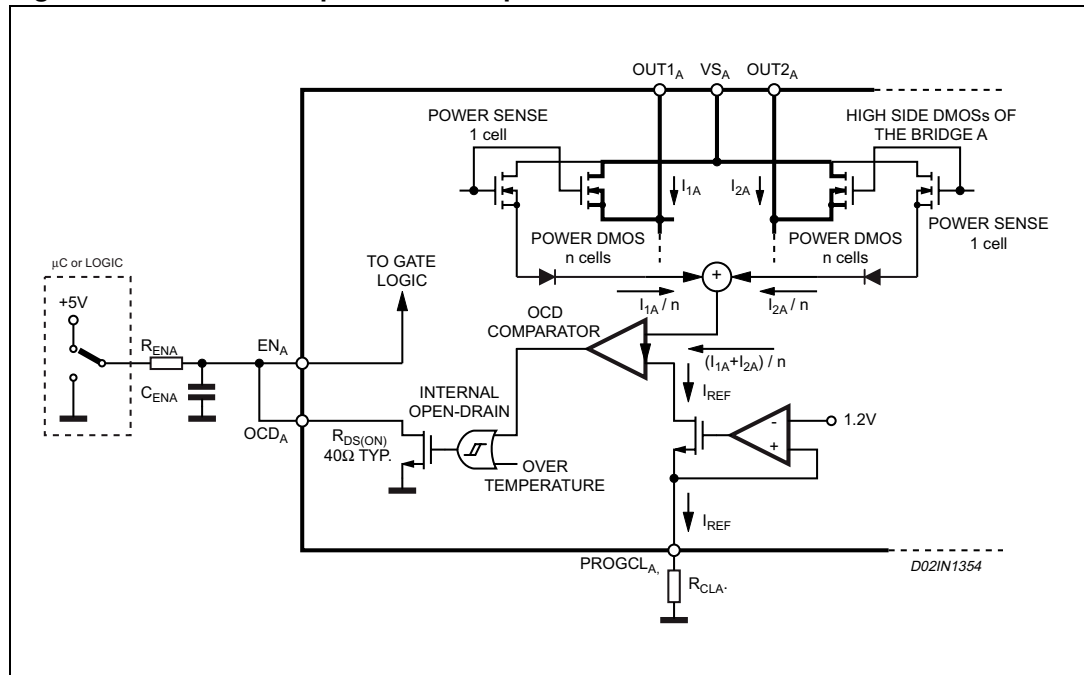 OUT1A VSA OUT2A
POWER SENSE
1 cell
HIGH SIDE DMOSs OF
THE BRIDGE A
I1A
I2A
POWER SENSE
1 cell
POWER DMOS
n cells
POWER DMOS
n cells
µC or LOGIC
+5V
TO GATE
LOGIC
+
I1A / n
I2A / n
OCD
COMPARATOR
(I1A+I2A) / n
RENA
ENA
CENA
IREF
INTERNAL
OPEN-DRAIN
-
+
1.2V
OCDA
RDS(ON)
40Ω TYP.
OVER
TEMPERATURE
IREF
PROGCLA,
RCLA.
D02IN1354